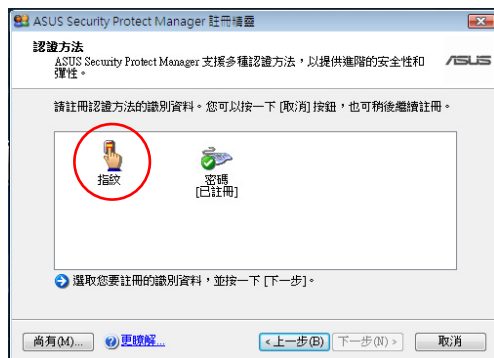 ASUS Security Protect Manager 註冊精靈
認證方法
ASUS Security Protect Manager 支援多種認證方法，以提供進階的安全性和
彈性。
ASUS
請註冊認證方法的識別資料。您可以按一下 [取消] 按鈕，也可稍後繼續註冊。
指紋
密碼
[已註冊]
選取您要註冊的識別資料，並按一下 [下一步]。
尚有(M)...
更瞭解...
<上一步(B)
下一步(N) >
取消